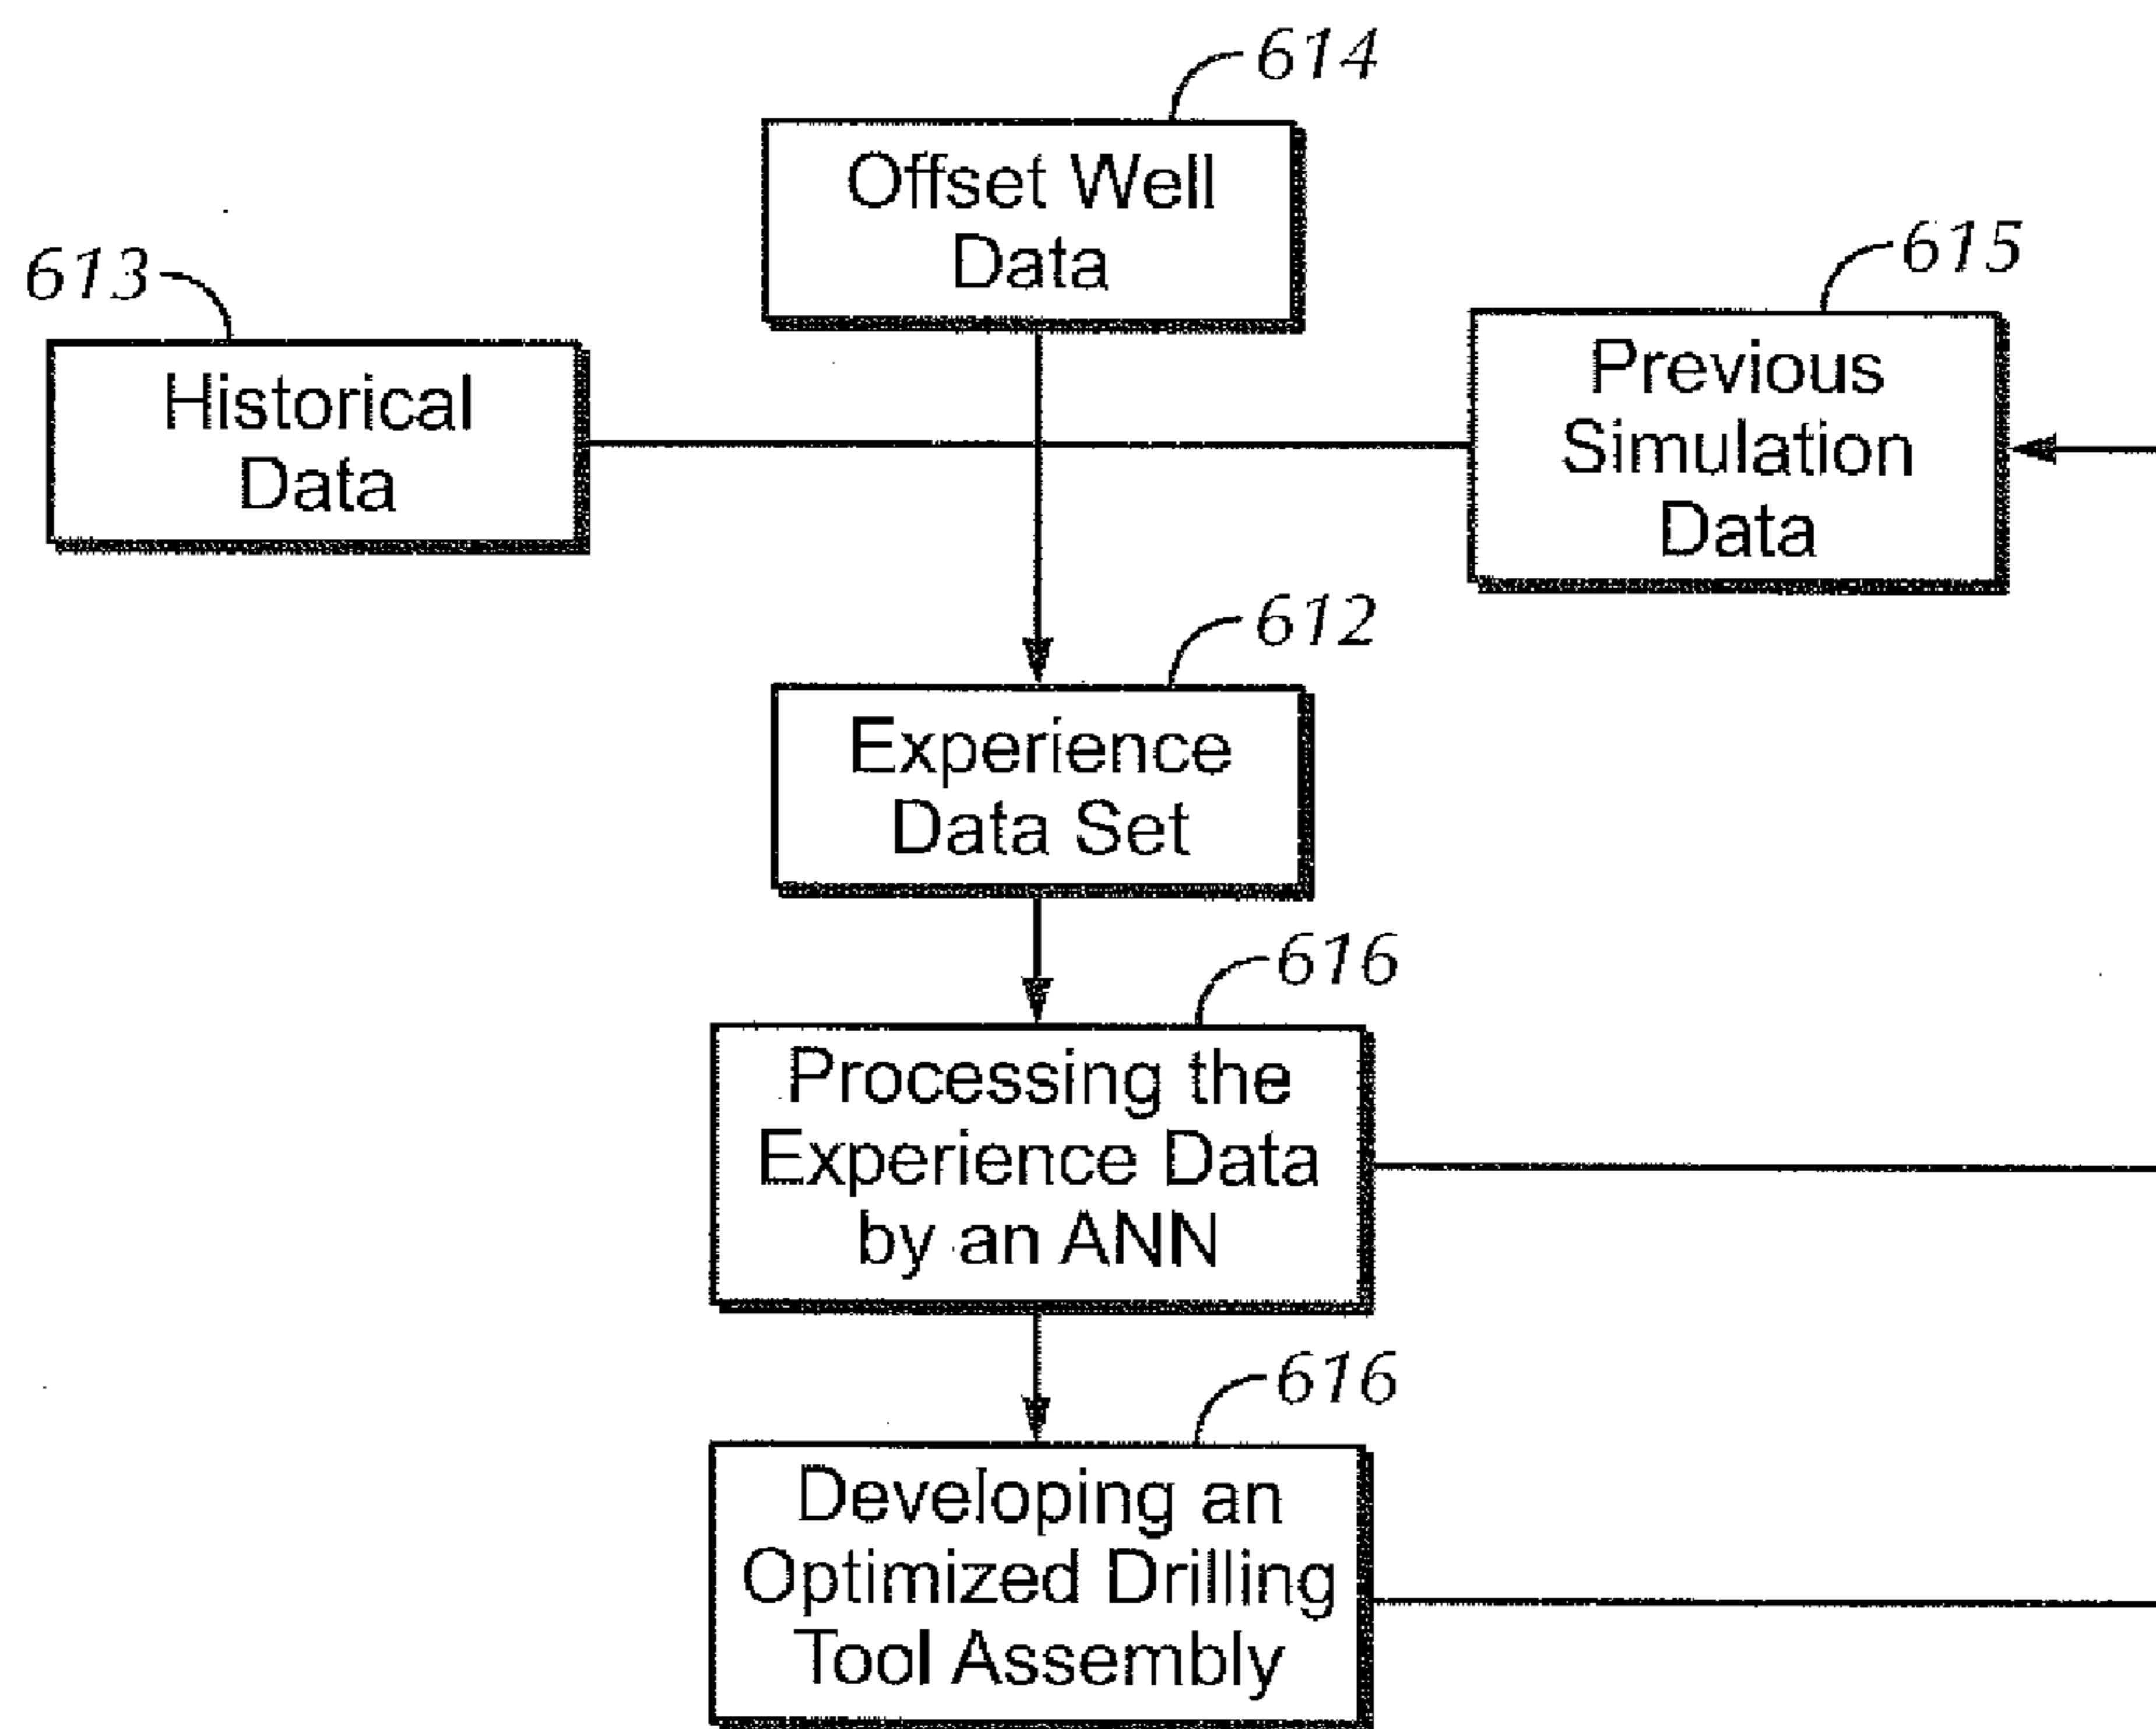 614
Offset Well
Data
613
Historical
Data
615
Previous
Simulation
Data
612
Experience
Data Set
616
Processing the
Experience Data
by an ANN
616
Developing an
Optimized Drilling
Tool Assembly